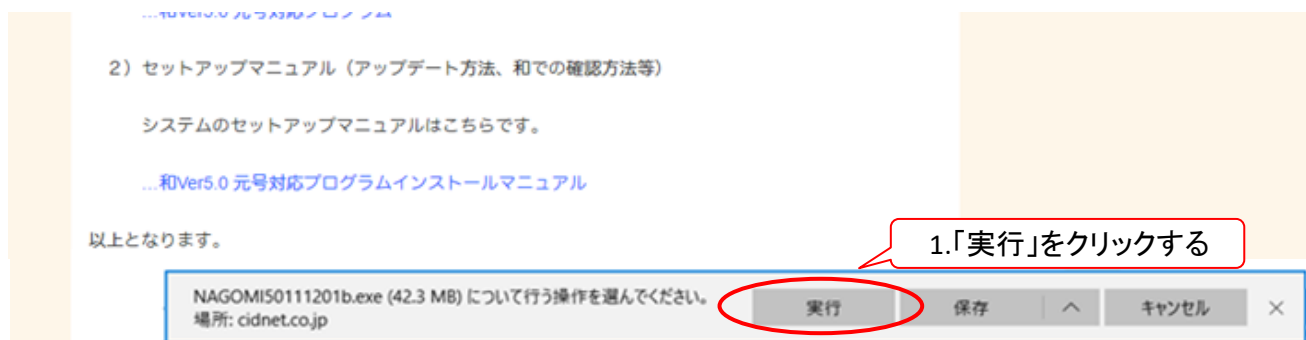 …和Ver5.0 元号対応プログラム
2）セットアップマニュアル（アップデート方法、和での確認方法等）
システムのセットアップマニュアルはこちらです。
…和Ver5.0 元号対応プログラムインストールマニュアル
以上となります。
1.「実行」をクリックする
NAGOMI50111201b.exe (42.3 MB) について行う操作を選んでください。
場所: cidnet.co.jp
実行 保存 キャンセル